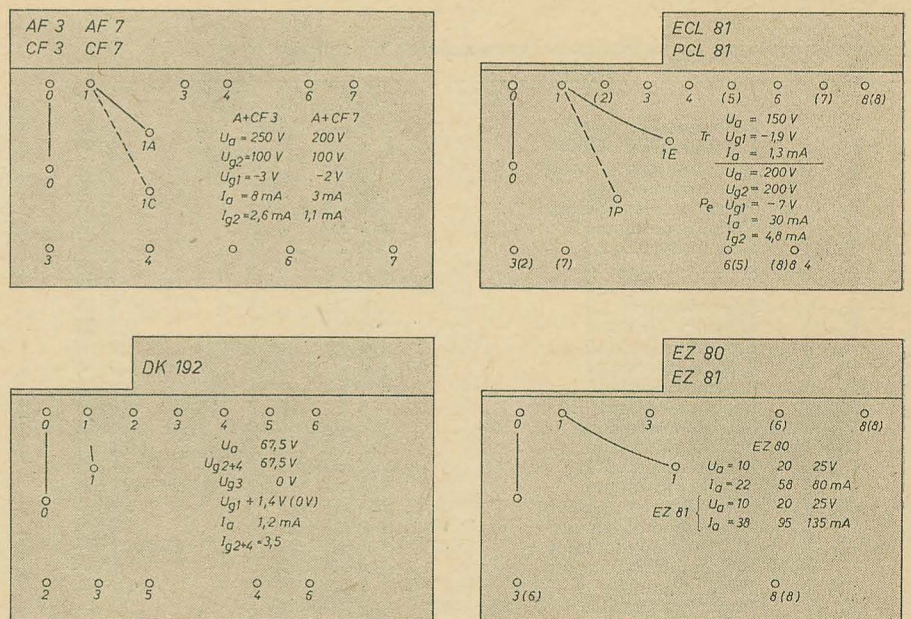 AF 3 AF 7
CF 3 CF 7
0 1 3 4 6 7
A+CF 3 A+CF 7
Ua = 250 V 200 V
1A
Ug2=100 V 100 V
0
Ug1=-3 V -2 V
1C
Ia = 8 mA 3 mA
Ig2=2,6 mA 1,1 mA
3 4 6 7
ECL 81
PCL 81
0 1 (2) 3 4 (5) 6 (7) 8(8)
Ua = 150 V
Tr Ug1=-1,9 V
1E
Ia = 1,3 mA
0
Ua = 200 V
Ug2= 200 V
1P
Pe Ug1 = -7 V
Ia = 30 mA
Ig2 = 4,8 mA
3(2) (7) 6(5) (8)8 4
DK 192
0 1 2 3 4 5 6
Ua 67,5 V
Ug2+4 67,5 V
1
Ug3 0 V
0
Ug1 + 1,4 V (0V)
Ia 1,2 mA
Ig2+4 =3,5
2 3 5 4 6
EZ 80
EZ 81
0 1 3 (6) 8(8)
EZ 80
1
Ua = 10 20 25 V
Ia = 22 58 80 mA
0
EZ 81 { Ua = 10 20 25 V
Ia = 38 95 135 mA
3(6) 8(8)